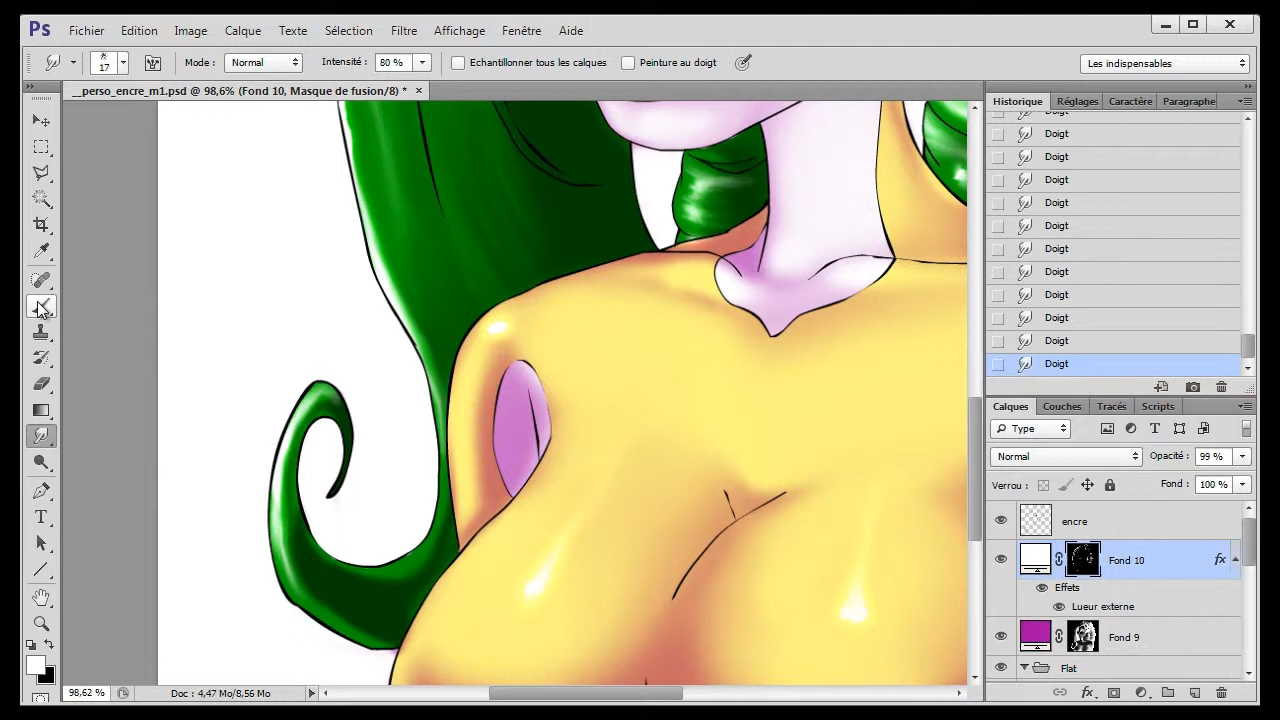 Ps Fichier Edition Image Calque Texte Sélection Filtre Affichage Fenêtre Aide
17 Mode : Normal Intensité : 80 % Echantillonner tous les calques Peinture au doigt Les indispensables
__perso_encre_m1.psd @ 98,6% (Fond 10, Masque de fusion/8) * ×
Historique Réglages Caractère Paragraphe
Doigt
Doigt
Doigt
Doigt
Doigt
Doigt
Doigt
Doigt
Doigt
Doigt
Doigt
Calques Couches Tracés Scripts
Type
Normal Opacité : 99 %
Verrou : Fond : 100 %
encre
Fond 10 fx
Effets
Lueur externe
Fond 9
Flat
98,62 % Doc : 4,47 Mo/8,56 Mo fx